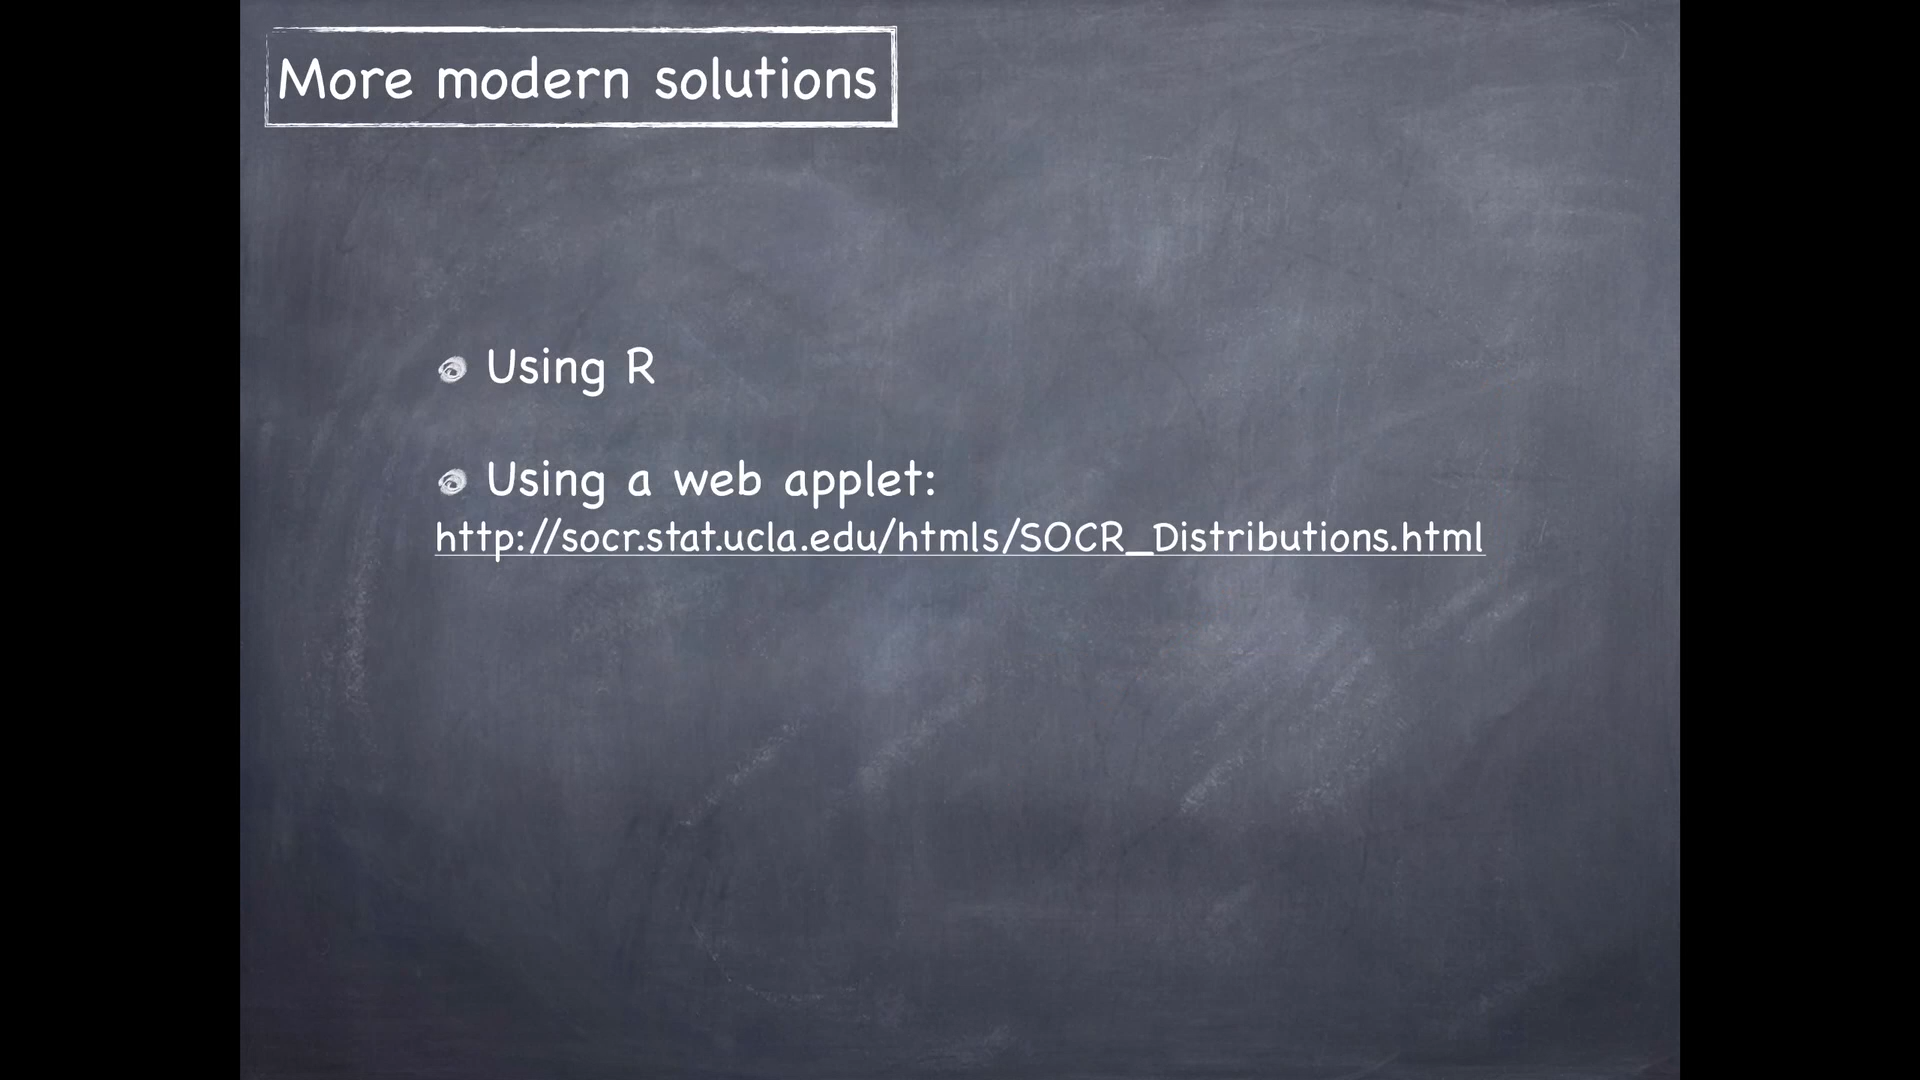 More modern solutions
Using R
Using a web applet:
http://socr.stat.ucla.edu/htmls/SOCR_Distributions.html